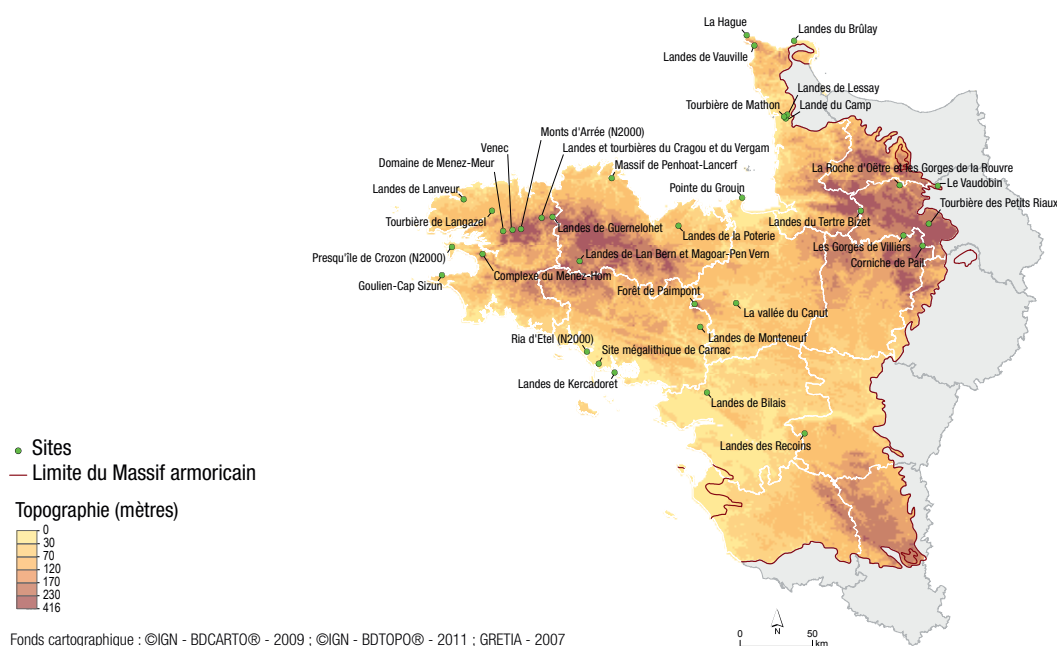 La Hague
Landes du Brûlay
Landes de Vauville
Landes de Lessay
Tourbière de Mathon
Lande du Camp
Monts d'Arrée (N2000)
Venec
Landes et tourbières du Cragou et du Vergam
Domaine de Menez-Meur
Massif de Penhoat-Lancerf
La Roche d'Oëtre et les Gorges de la Rouvre
Landes de Lanveur
Pointe du Grouin
Le Vaudobin
Tourbière des Petits Riaux
Tourbière de Langazel
Landes de Guernelohet
Landes de la Poterie
Landes du Tertre Bizet
Les Gorges de Villiers
Presqu'île de Crozon (N2000)
Landes de Lan Bern et Magoar-Pen Vern
Corniche de Pail
Complexe du Ménez-Hom
Goulien-Cap Sizun
Forêt de Paimpont
La vallée du Canut
Ria d'Etel (N2000)
Landes de Monteneuf
Site mégalithique de Carnac
Landes de Kercadoret
Landes de Bilais
Landes des Recoins
Sites
Limite du Massif armoricain
Topographie (mètres)
0
30
70
120
170
230
416
N
0 50
km
Fonds cartographique : ©IGN - BDCARTO® - 2009 ; ©IGN - BDTOPO® - 2011 ; GRETIA - 2007